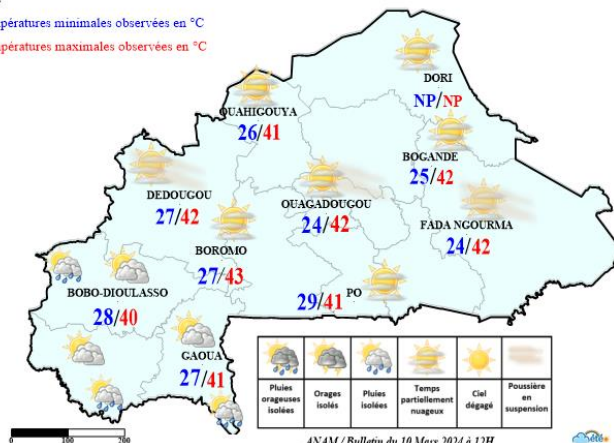 pératures minimales observées en °C
pératures maximales observées en °C
DORI
NP/NP
OUAHIGOUYA
26/41
BOGANDE
25/42
DEDOUGOU
27/42
OUAGADOUGOU
24/42
FADA NGOURMA
24/42
BOROMO
27/43
PO
29/41
BOBO-DIOULASSO
28/40
GAOUA
27/41
Pluies orageuses isolées
Orages isolés
Pluies isolées
Temps partiellement nuageux
Ciel dégagé
Poussière en suspension
0 100 200
ANAM / Bulletin du 10 Mars 2024 à 12H